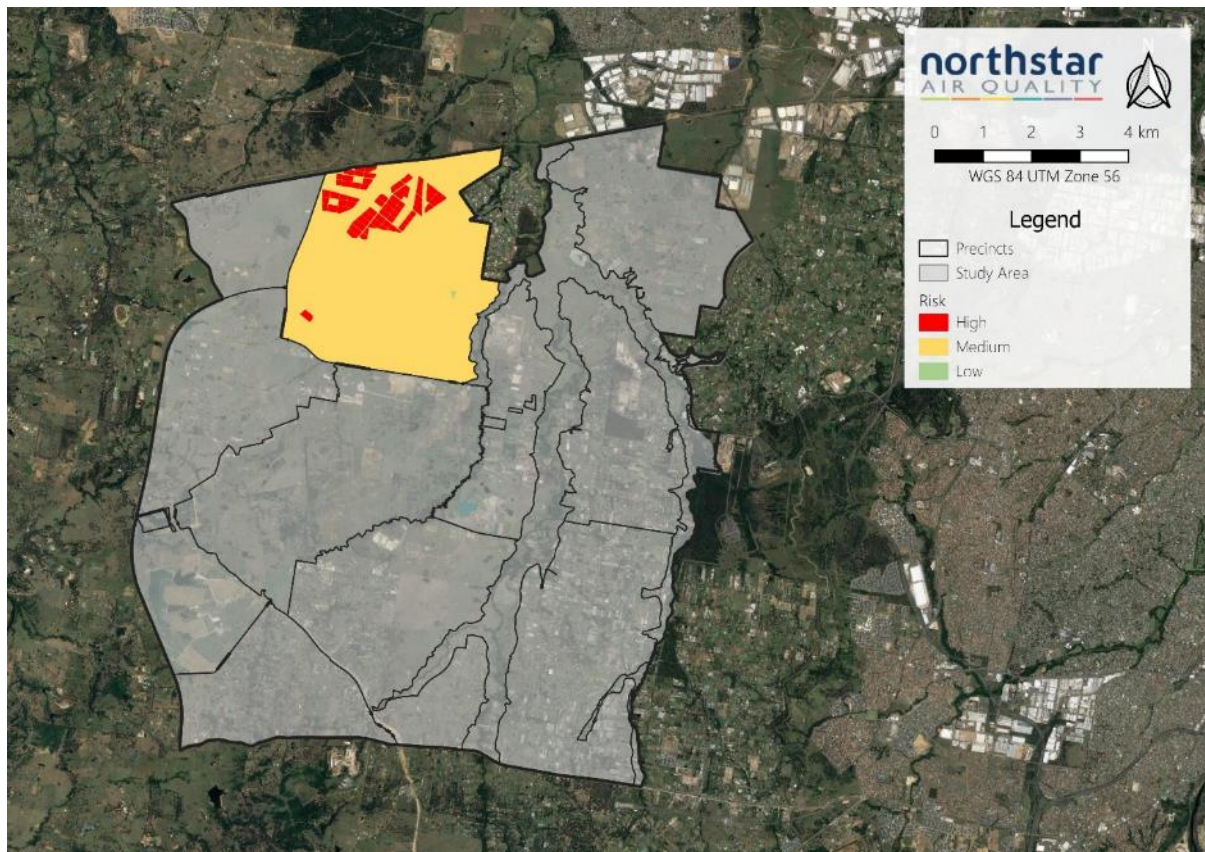 northstar
AIR QUALITY
N
0 1 2 3 4 km
WGS 84 UTM Zone 56
Legend
Precincts
Study Area
Risk
High
Medium
Low